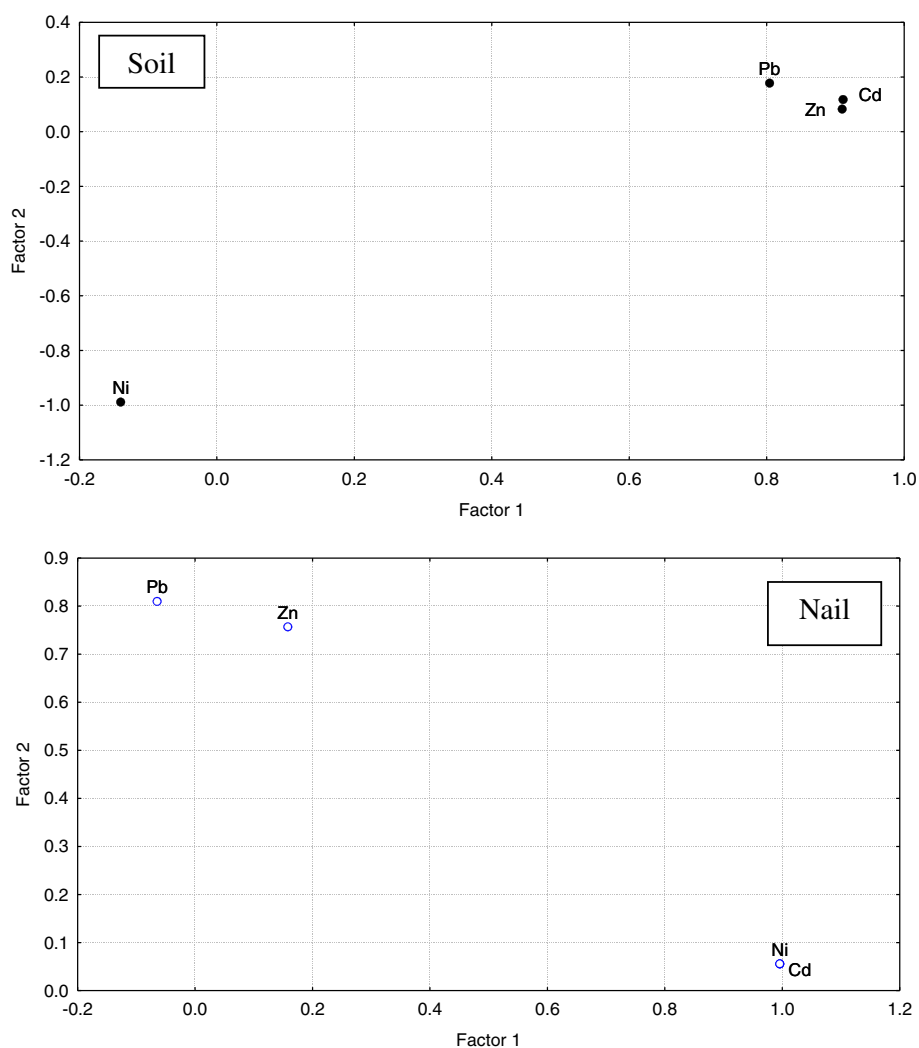 0.4
Soil
Pb
0.2
Cd
Zn
0.0
-0.2
-0.4
Factor 2
-0.6
-0.8
Ni
-1.0
-1.2
-0.2 0.0 0.2 0.4 0.6 0.8 1.0
Factor 1
0.9
Pb
Nail
0.8
Zn
0.7
0.6
0.5
Factor 2
0.4
0.3
0.2
0.1
Ni
Cd
0.0
-0.2 0.0 0.2 0.4 0.6 0.8 1.0 1.2
Factor 1